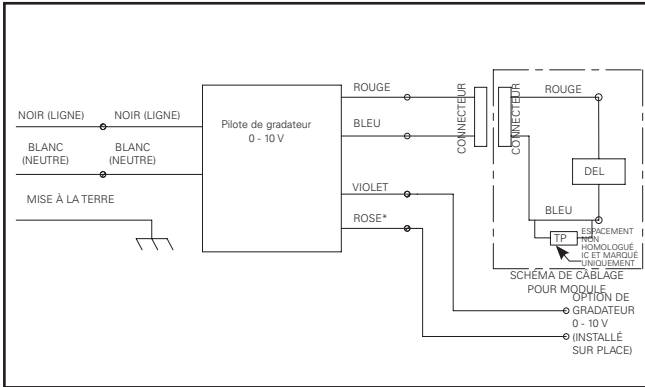 NOIR (LIGNE)
NOIR (LIGNE)
BLANC
(NEUTRE)
BLANC
(NEUTRE)
MISE À LA TERRE
Pilote de gradateur
0 - 10 V
ROUGE
BLEU
VIOLET
ROSE*
CONNECTEUR
CONNECTEUR
ROUGE
DEL
BLEU
TP
ESPACEMENT
NON
HOMOLOGUÉ
IC ET MARQUÉ
UNIQUEMENT
SCHÉMA DE CÂBLAGE
POUR MODULE
OPTION DE
GRADATEUR
0 - 10 V
(INSTALLÉ
SUR PLACE)